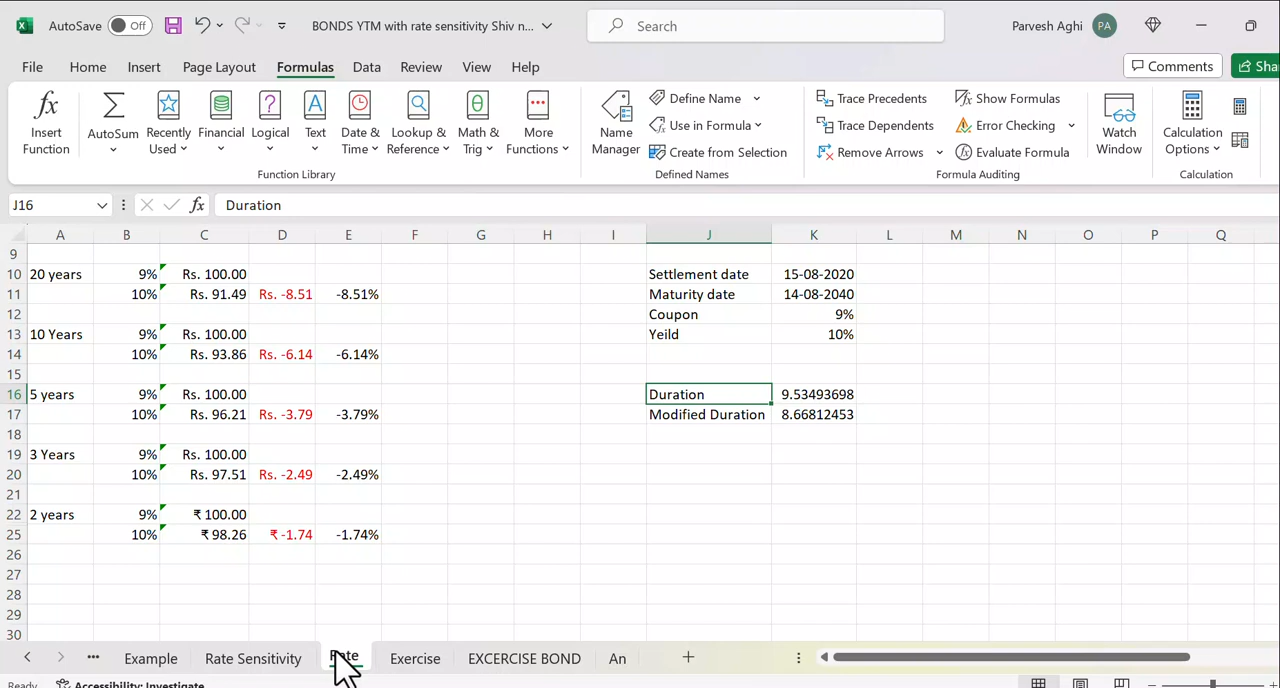 AutoSave Off BONDS YTM with rate sensitivity Shiv n... Search Parvesh Aghi PA
File Home Insert Page Layout Formulas Data Review View Help Comments Sha
Insert Function
AutoSum
Recently Used
Financial
Logical
Text
Date & Time
Lookup & Reference
Math & Trig
More Functions
Function Library
Name Manager
Define Name
Use in Formula
Create from Selection
Defined Names
Trace Precedents
Trace Dependents
Remove Arrows
Show Formulas
Error Checking
Evaluate Formula
Formula Auditing
Watch Window
Calculation Options
Calculation
J16 fx Duration
A B C D E F G H I J K L M N O P Q
9
10 20 years 9% Rs. 100.00 Settlement date 15-08-2020
11 10% Rs. 91.49 Rs. -8.51 -8.51% Maturity date 14-08-2040
12 Coupon 9%
13 10 Years 9% Rs. 100.00 Yeild 10%
14 10% Rs. 93.86 Rs. -6.14 -6.14%
15
16 5 years 9% Rs. 100.00 Duration 9.53493698
17 10% Rs. 96.21 Rs. -3.79 -3.79% Modified Duration 8.66812453
18
19 3 Years 9% Rs. 100.00
20 10% Rs. 97.51 Rs. -2.49 -2.49%
21
22 2 years 9% ₹ 100.00
25 10% ₹ 98.26 ₹ -1.74 -1.74%
26
27
28
29
30
Example Rate Sensitivity Rate Exercise EXCERCISE BOND An
Ready Accessibility: Investigate